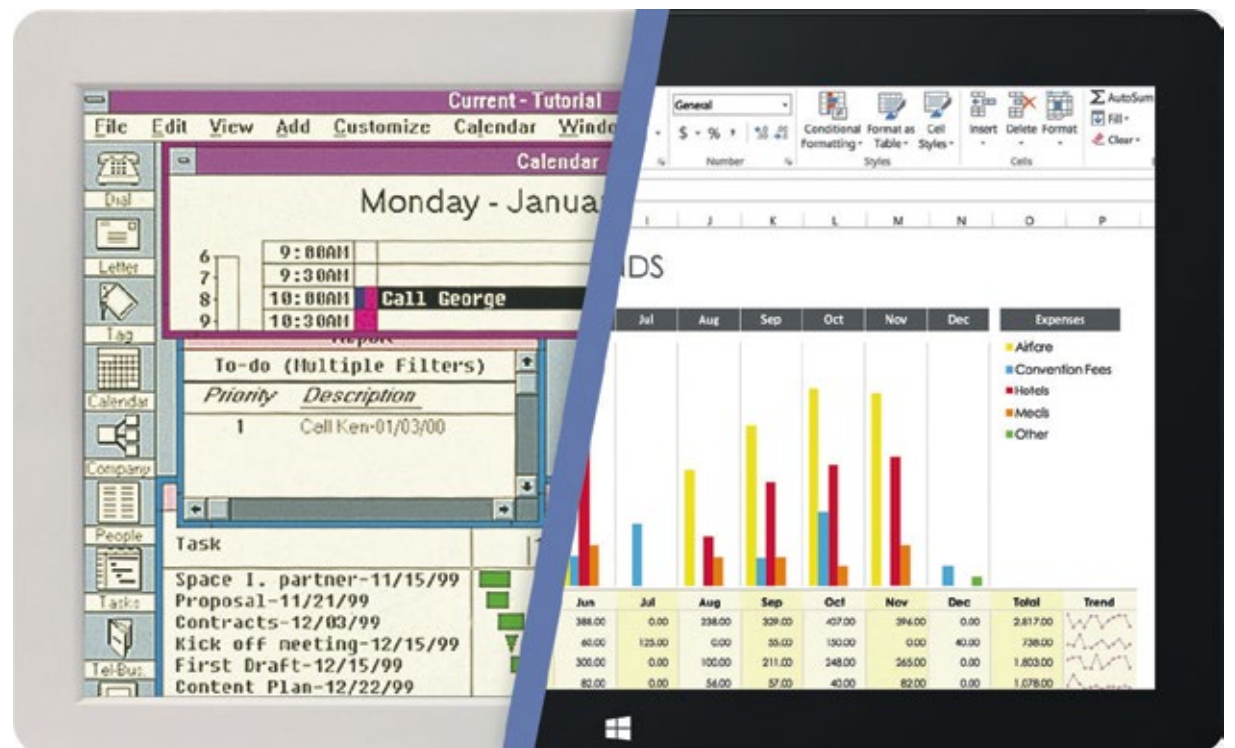 Current - Tutorial
File Edit View Add Customize Calendar Windo
Dial
Letter
Tag
Calendar
Company
People
Tasks
Tel-Bus.
Calendar
Monday - Janua
6
7
8
9
9:00AM
9:30AM
10:00AM Call George
10:30AM
Report
To-do (Multiple Filters)
Priority Description
1 Call Ken-01/03/00
Task
Space I. partner-11/15/99
Proposal-11/21/99
Contracts-12/03/99
Kick off meeting-12/15/99
First Draft-12/15/99
Content Plan-12/22/99
General
$ - % ,
Number
Conditional Formatting
Format as Table
Cell Styles
Styles
Insert Delete Format
Cells
AutoSum
Fill
Clear
I J K L M N O P
NDS
Jul Aug Sep Oct Nov Dec Expenses
Airfare
Convention Fees
Hotels
Meals
Other
Jun Jul Aug Sep Oct Nov Dec Total Trend
388.00 0.00 238.00 329.00 407.00 396.00 0.00 2.817.00
60.00 125.00 0.00 55.00 150.00 0.00 40.00 738.00
300.00 0.00 100.00 211.00 248.00 265.00 0.00 1.803.00
82.00 0.00 56.00 57.00 40.00 82.00 0.00 1.078.00